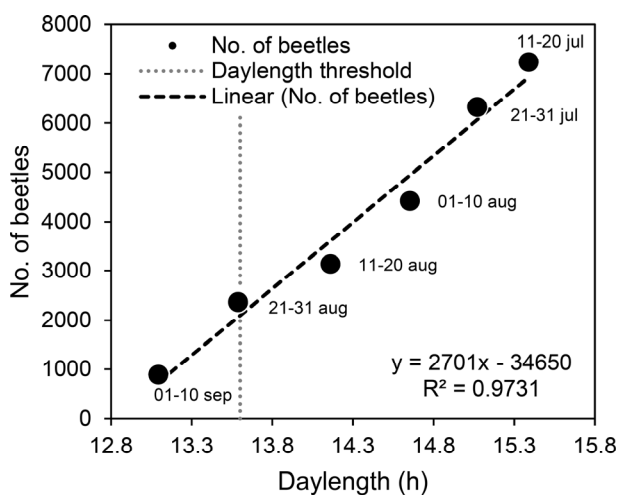 No. of beetles
Daylength threshold
Linear (No. of beetles)
11-20 jul
21-31 jul
01-10 aug
11-20 aug
21-31 aug
01-10 sep
y = 2701x - 34650
R² = 0.9731
No. of beetles
8000
7000
6000
5000
4000
3000
2000
1000
0
12.8 13.3 13.8 14.3 14.8 15.3 15.8
Daylength (h)